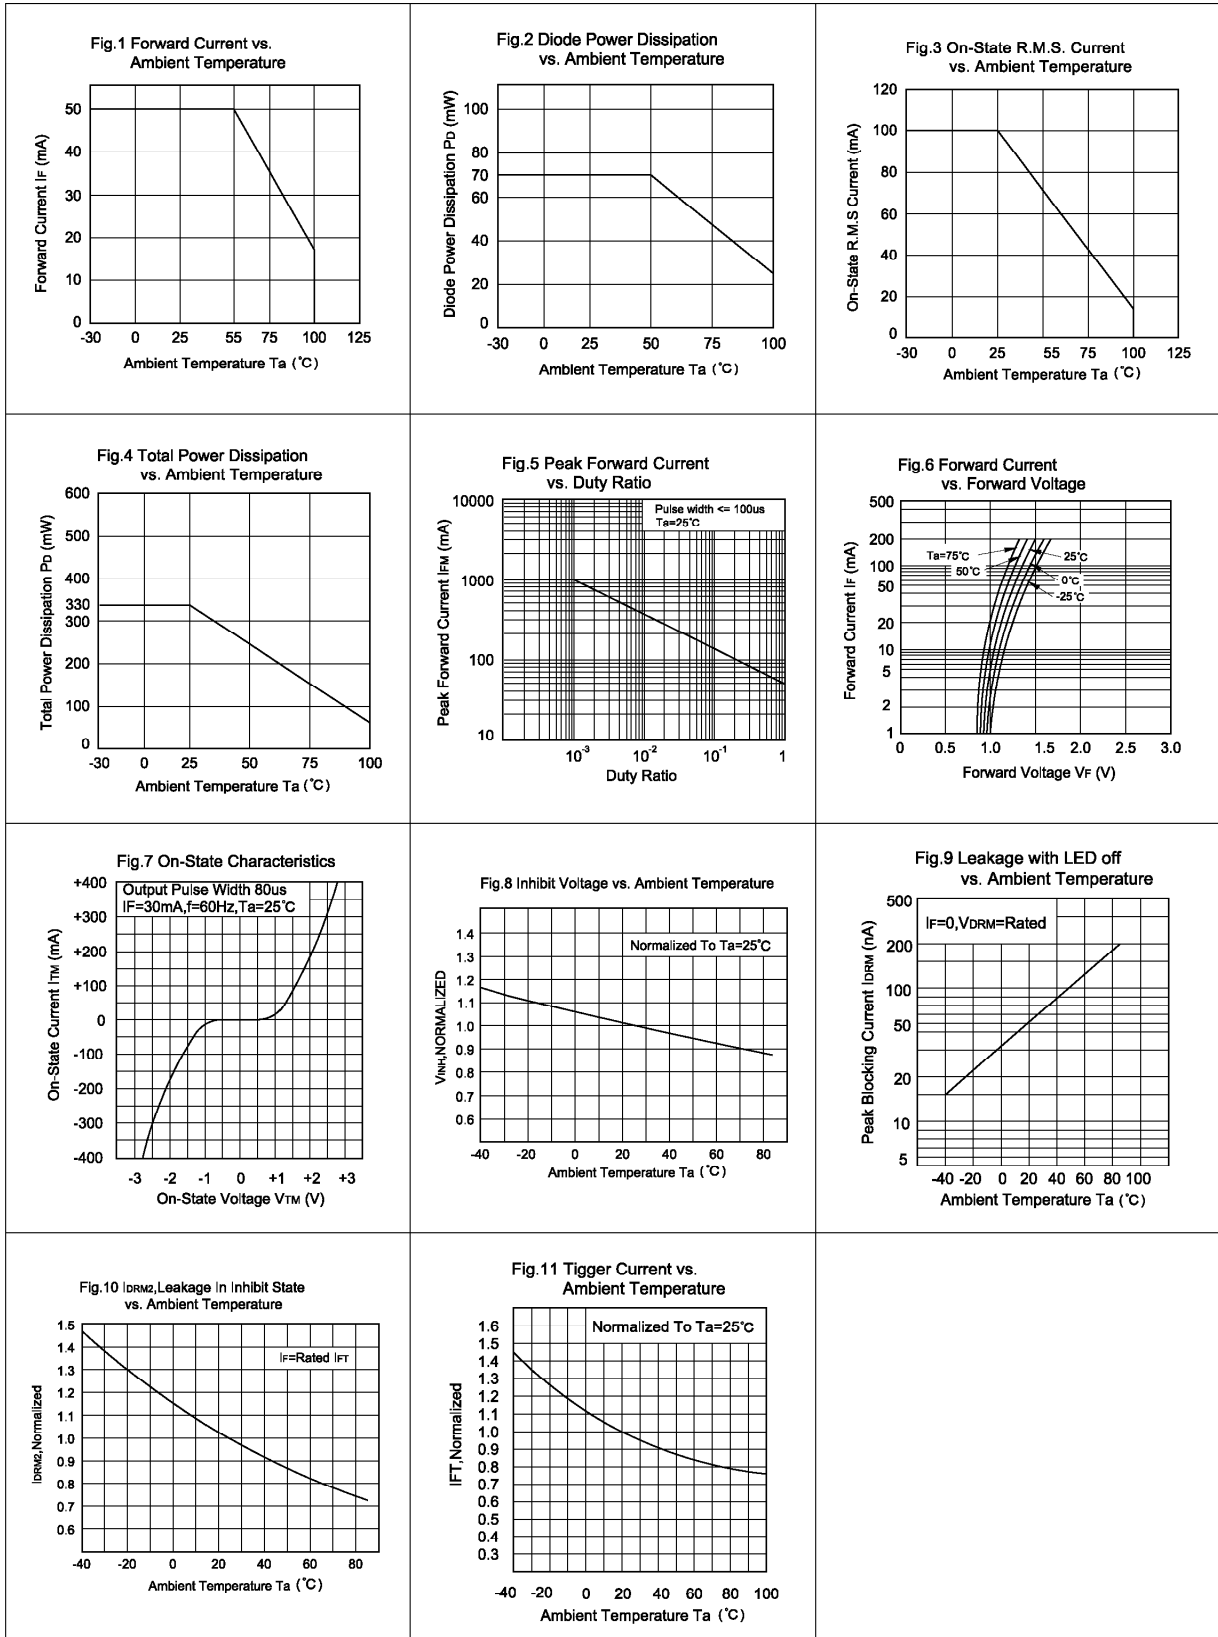 Fig.1 Forward Current vs.
Ambient Temperature
Forward Current IF (mA)
50
40
30
20
10
0
-30 0 25 55 75 100 125
Ambient Temperature Ta (°C)
Fig.2 Diode Power Dissipation
vs. Ambient Temperature
Diode Power Dissipation PD (mW)
100
80
70
60
40
20
0
-30 0 25 50 75 100
Ambient Temperature Ta (°C)
Fig.3 On-State R.M.S. Current
vs. Ambient Temperature
On-State R.M.S Current (mA)
120
100
80
60
40
20
0
-30 0 25 55 75 100 125
Ambient Temperature Ta (°C)
Fig.4 Total Power Dissipation
vs. Ambient Temperature
Total Power Dissipation PD (mW)
600
500
400
330
300
200
100
0
-30 0 25 50 75 100
Ambient Temperature Ta (°C)
Fig.5 Peak Forward Current
vs. Duty Ratio
Pulse width <= 100us
Ta=25°C
Peak Forward Current IFM (mA)
10000
1000
100
10
10-3 10-2 10-1 1
Duty Ratio
Fig.6 Forward Current
vs. Forward Voltage
Forward Current IF (mA)
500
200
100
50
20
10
5
2
1
Ta=75°C
50°C
25°C
0°C
-25°C
0 0.5 1.0 1.5 2.0 2.5 3.0
Forward Voltage VF (V)
Fig.7 On-State Characteristics
Output Pulse Width 80us
IF=30mA,f=60Hz,Ta=25°C
On-State Current ITM (mA)
+400
+300
+200
+100
0
-100
-200
-300
-400
-3 -2 -1 0 +1 +2 +3
On-State Voltage VTM (V)
Fig.8 Inhibit Voltage vs. Ambient Temperature
Normalized To Ta=25°C
VINH,NORMALIZED
1.4
1.3
1.2
1.1
1.0
0.9
0.8
0.7
0.6
-40 -20 0 20 40 60 80
Ambient Temperature Ta (°C)
Fig.9 Leakage with LED off
vs. Ambient Temperature
IF=0,VDRM=Rated
Peak Blocking Current IDRM (nA)
500
200
100
50
20
10
5
-40 -20 0 20 40 60 80 100
Ambient Temperature Ta (°C)
Fig.10 IDRM2,Leakage In Inhibit State
vs. Ambient Temperature
IF=Rated IFT
IDRM2,Normalized
1.5
1.4
1.3
1.2
1.1
1.0
0.9
0.8
0.7
0.6
-40 -20 0 20 40 60 80
Ambient Temperature Ta (°C)
Fig.11 Tigger Current vs.
Ambient Temperature
Normalized To Ta=25°C
IFT,Normalized
1.6
1.5
1.4
1.3
1.2
1.1
1.0
0.9
0.8
0.7
0.6
0.5
0.4
0.3
-40 -20 0 20 40 60 80 100
Ambient Temperature Ta (°C)